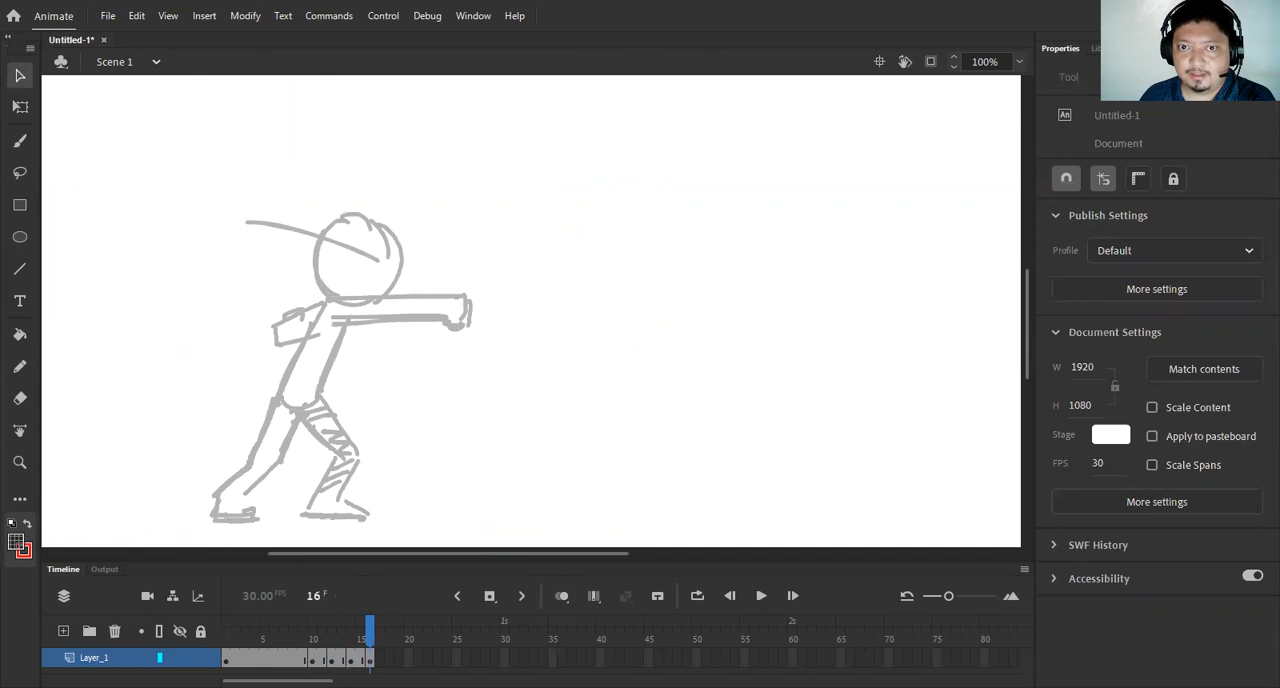 Animate File Edit View Insert Modify Text Commands Control Debug Window Help
Untitled-1*
Scene 1 100%
Properties
Tool
An Untitled-1
Document
Publish Settings
Profile Default
More settings
Document Settings
W 1920 Match contents
H 1080 Scale Content
Stage Apply to pasteboard
FPS 30 Scale Spans
More settings
SWF History
Accessibility
Timeline Output
30.00 FPS 16 F
1s 2s
5 10 15 20 25 30 35 40 45 50 55 60 65 70 75 80
Layer_1